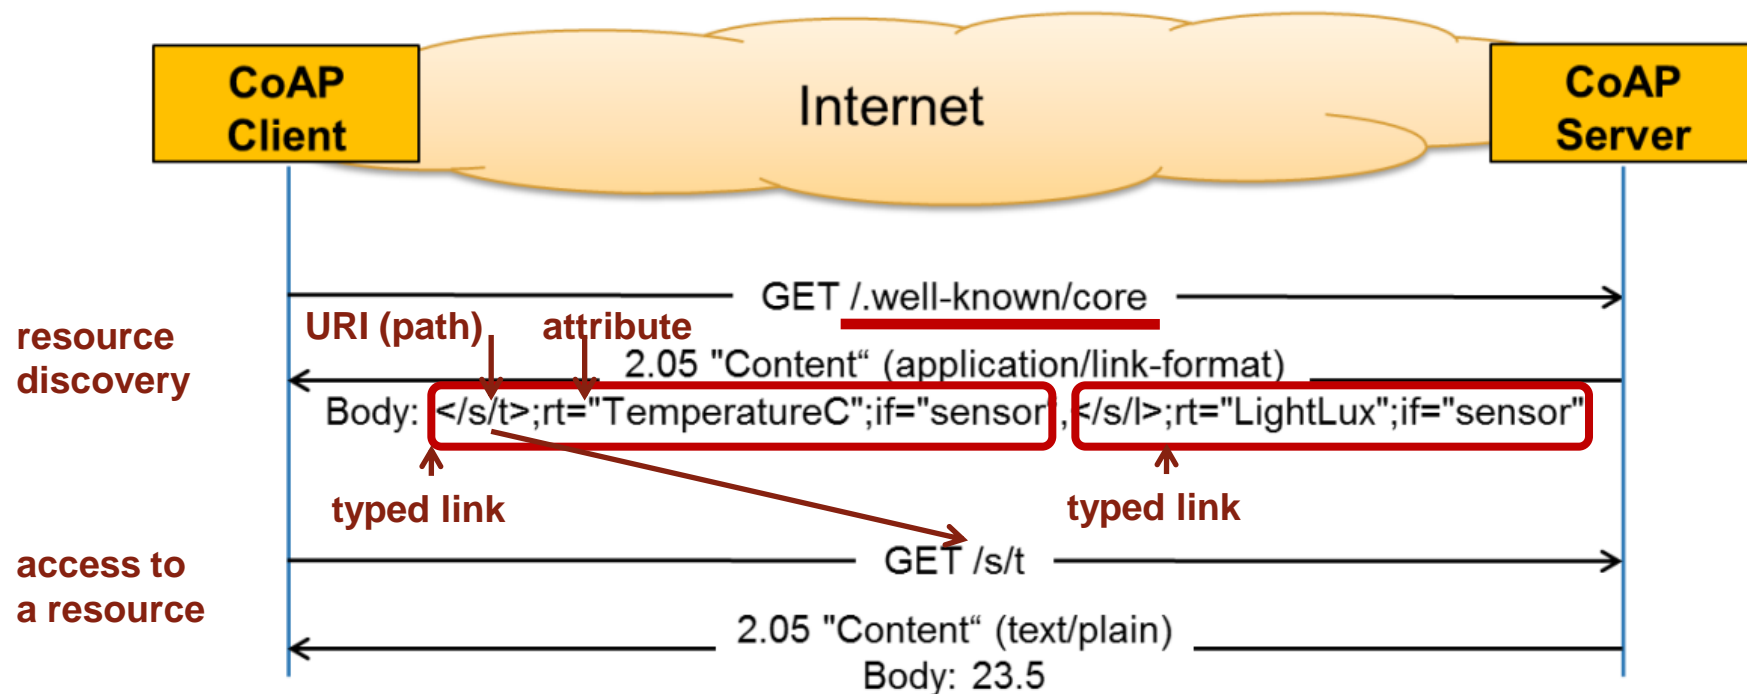 CoAP
Client
Internet
CoAP
Server
GET /.well-known/core
resource
discovery
URI (path)
attribute
2.05 "Content“ (application/link-format)
Body: </s/t>;rt="TemperatureC";if="sensor",</s/l>;rt="LightLux";if="sensor"
typed link
typed link
access to
a resource
GET /s/t
2.05 "Content“ (text/plain)
Body: 23.5